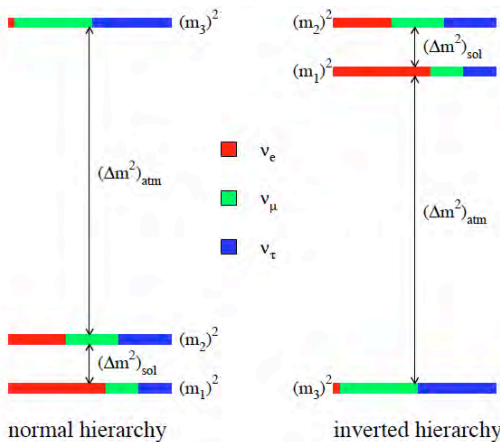 (m₃)²
(m₂)²
(Δm²)sol
(m₁)²
(Δm²)atm
νe
νμ
ντ
(Δm²)atm
(m₂)²
(Δm²)sol
(m₁)²
(m₃)²
normal hierarchy
inverted hierarchy